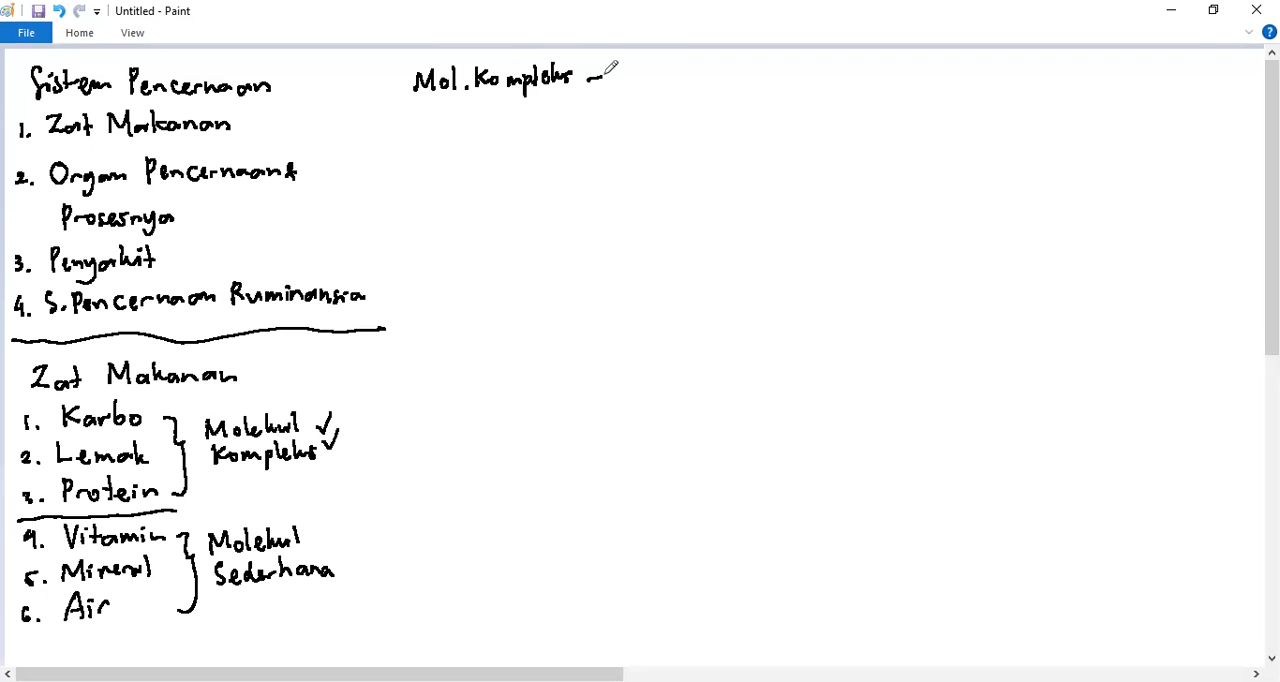 Untitled - Paint
File Home View
Sistem Pencernaan
1. Zat Makanan
2. Organ Pencernaan &
Prosesnya
3. Penyakit
4. S. Pencernaan Ruminansia
Zat Makanan
1. Karbo
2. Lemak
3. Protein
Molekul ✓
Kompleks ✓
4. Vitamin
5. Mineral
6. Air
Molekul
Sederhana
Mol. Kompleks –